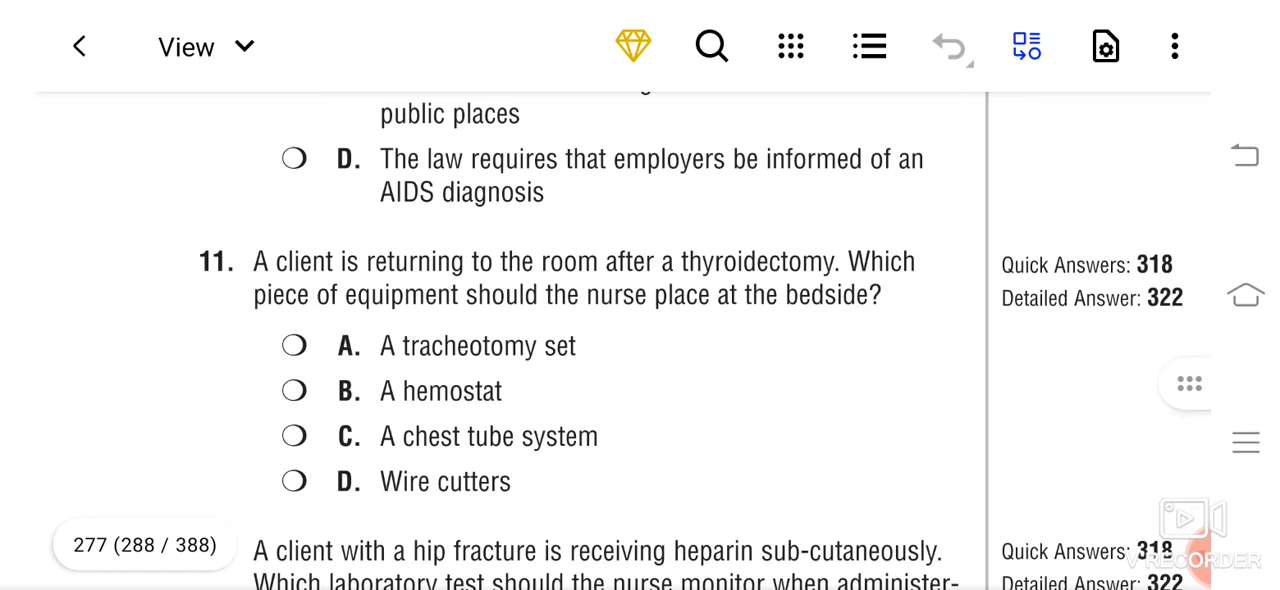 View
public places
D. The law requires that employers be informed of an
AIDS diagnosis
11. A client is returning to the room after a thyroidectomy. Which
piece of equipment should the nurse place at the bedside?
Quick Answers: 318
Detailed Answer: 322
A. A tracheotomy set
B. A hemostat
C. A chest tube system
D. Wire cutters
277 (288 / 388)
A client with a hip fracture is receiving heparin sub-cutaneously.
Which laboratory test should the nurse monitor when administer-
Quick Answers: 318
Detailed Answer: 322
V RECORDER